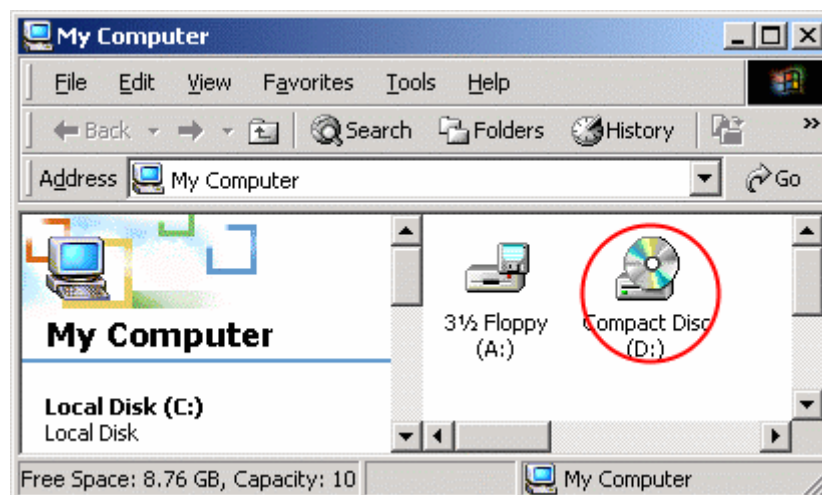 My Computer
File Edit View Favorites Tools Help
Back Search Folders History »
Address My Computer Go
My Computer
Local Disk (C:)
Local Disk
3½ Floppy
(A:)
Compact Disc
(D:)
Free Space: 8.76 GB, Capacity: 10
My Computer